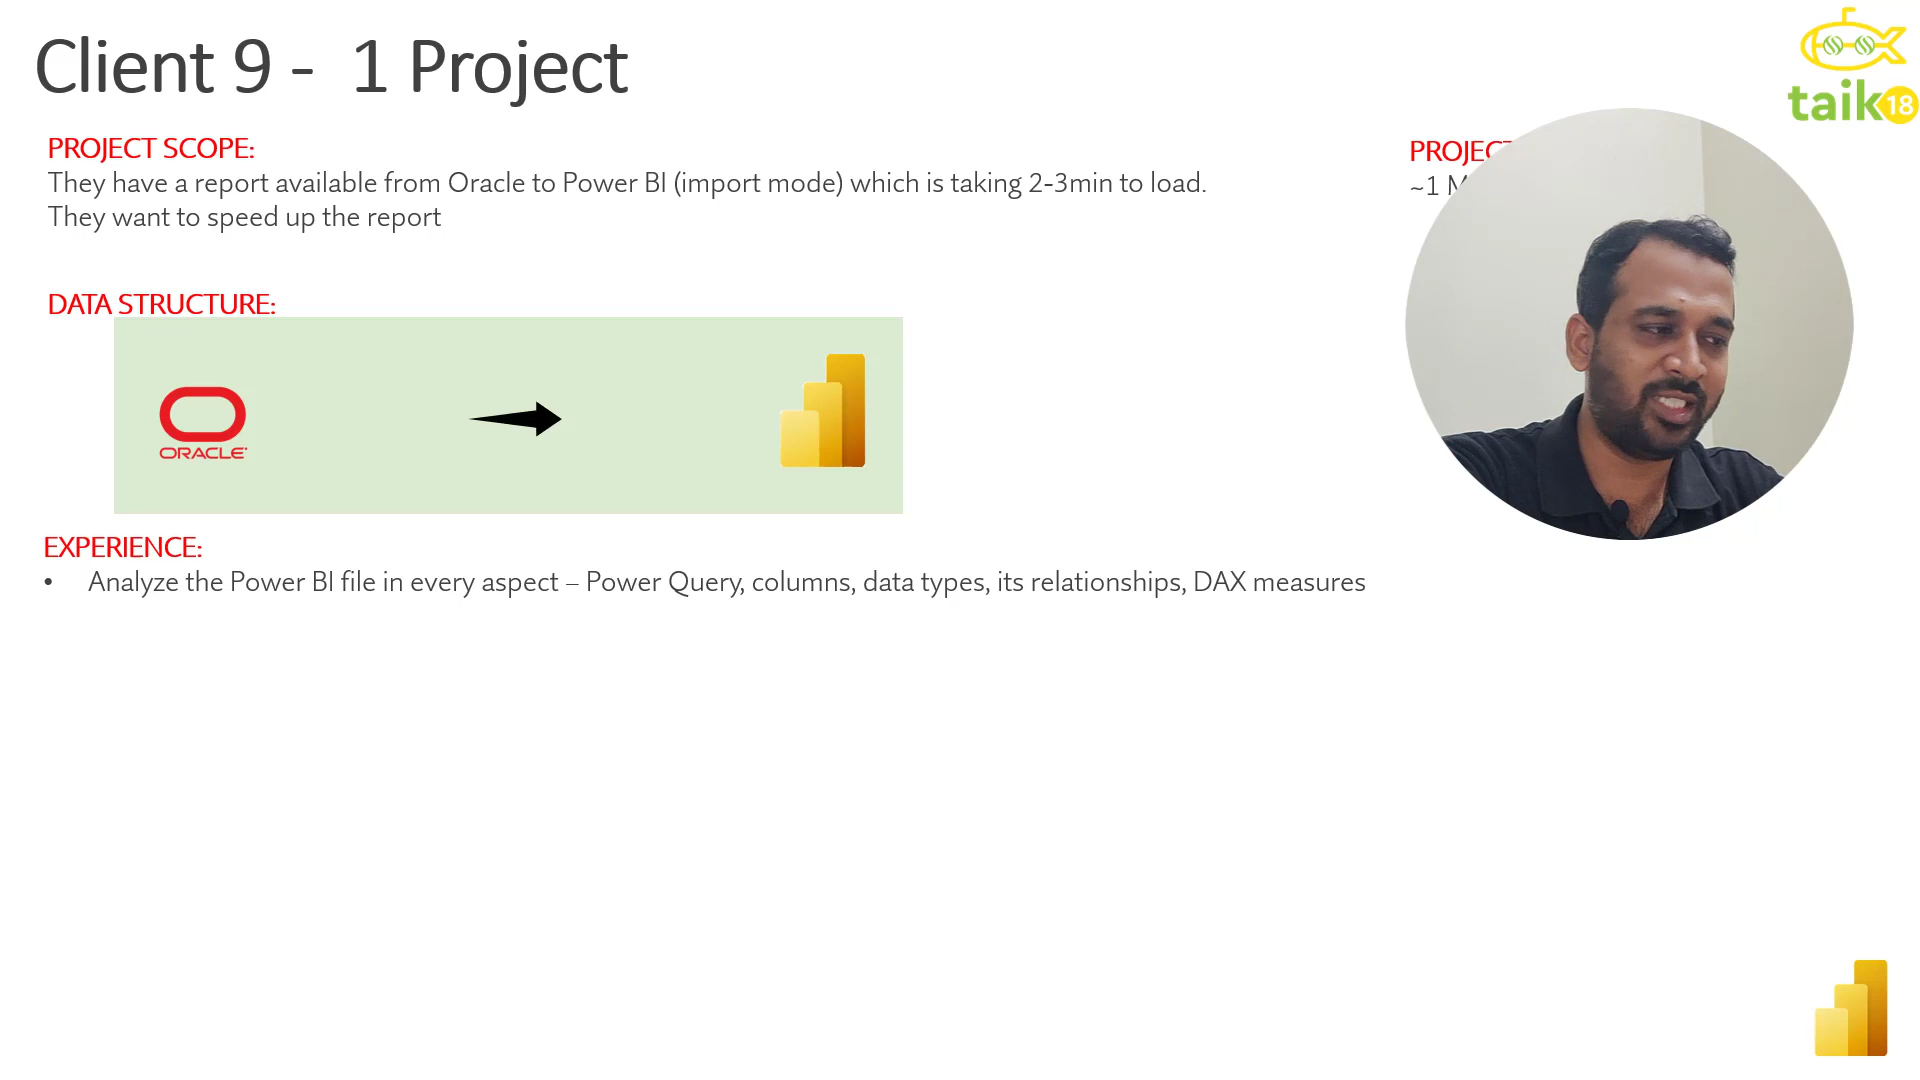 Client 9 - 1 Project
taik18
PROJECT SCOPE:
They have a report available from Oracle to Power BI (import mode) which is taking 2-3min to load.
They want to speed up the report
PROJECT
~1 M
DATA STRUCTURE:
ORACLE
EXPERIENCE:
• Analyze the Power BI file in every aspect – Power Query, columns, data types, its relationships, DAX measures